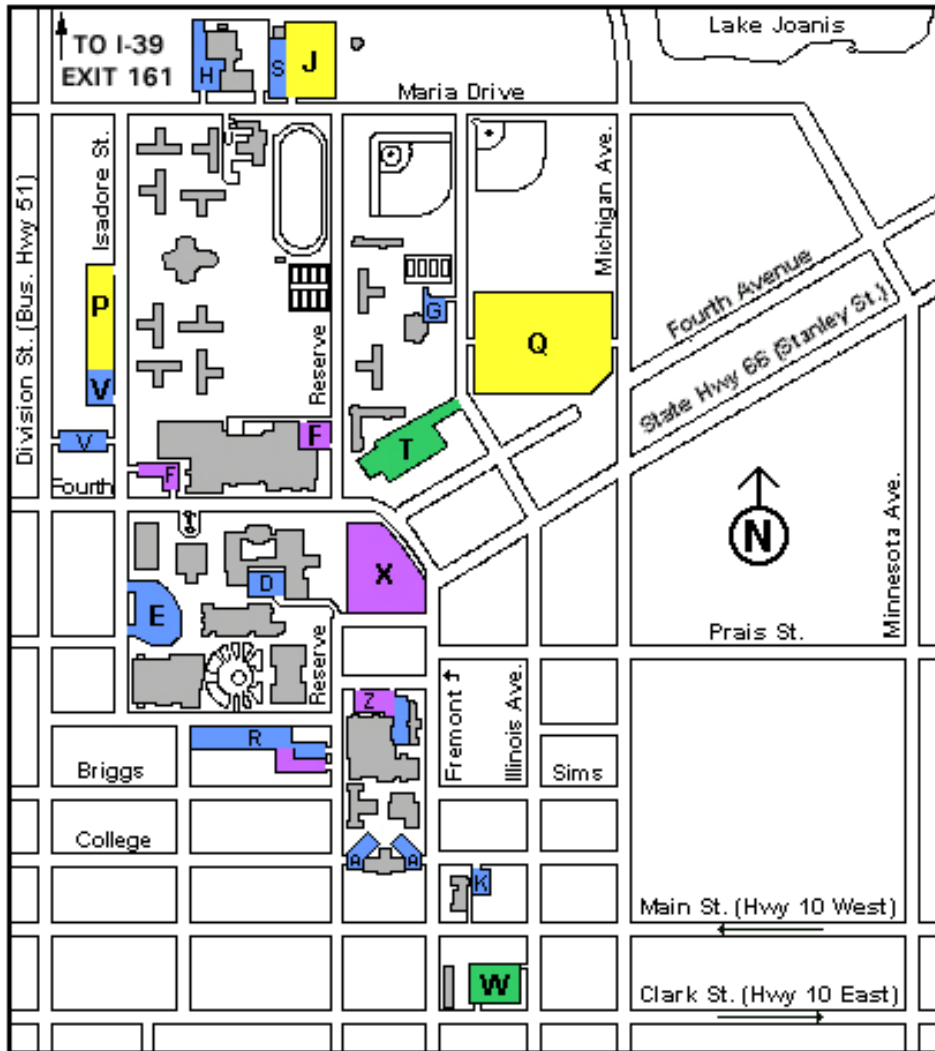 Lake Joanis
TO I-39
EXIT 161
H
S
J
Maria Drive
Division St. (Bus. Hwy 51)
Isadore St.
Michigan Ave.
Fourth Avenue
State Hwy 66 (Stanley St.)
P
V
G
Q
Reserve
V
F
T
F
Fourth
N
Minnesota Ave.
X
D
E
Prais St.
Reserve
Z
Fremont
Illinois Ave.
R
Briggs
Sims
College
A
A
K
Main St. (Hwy 10 West)
W
Clark St. (Hwy 10 East)